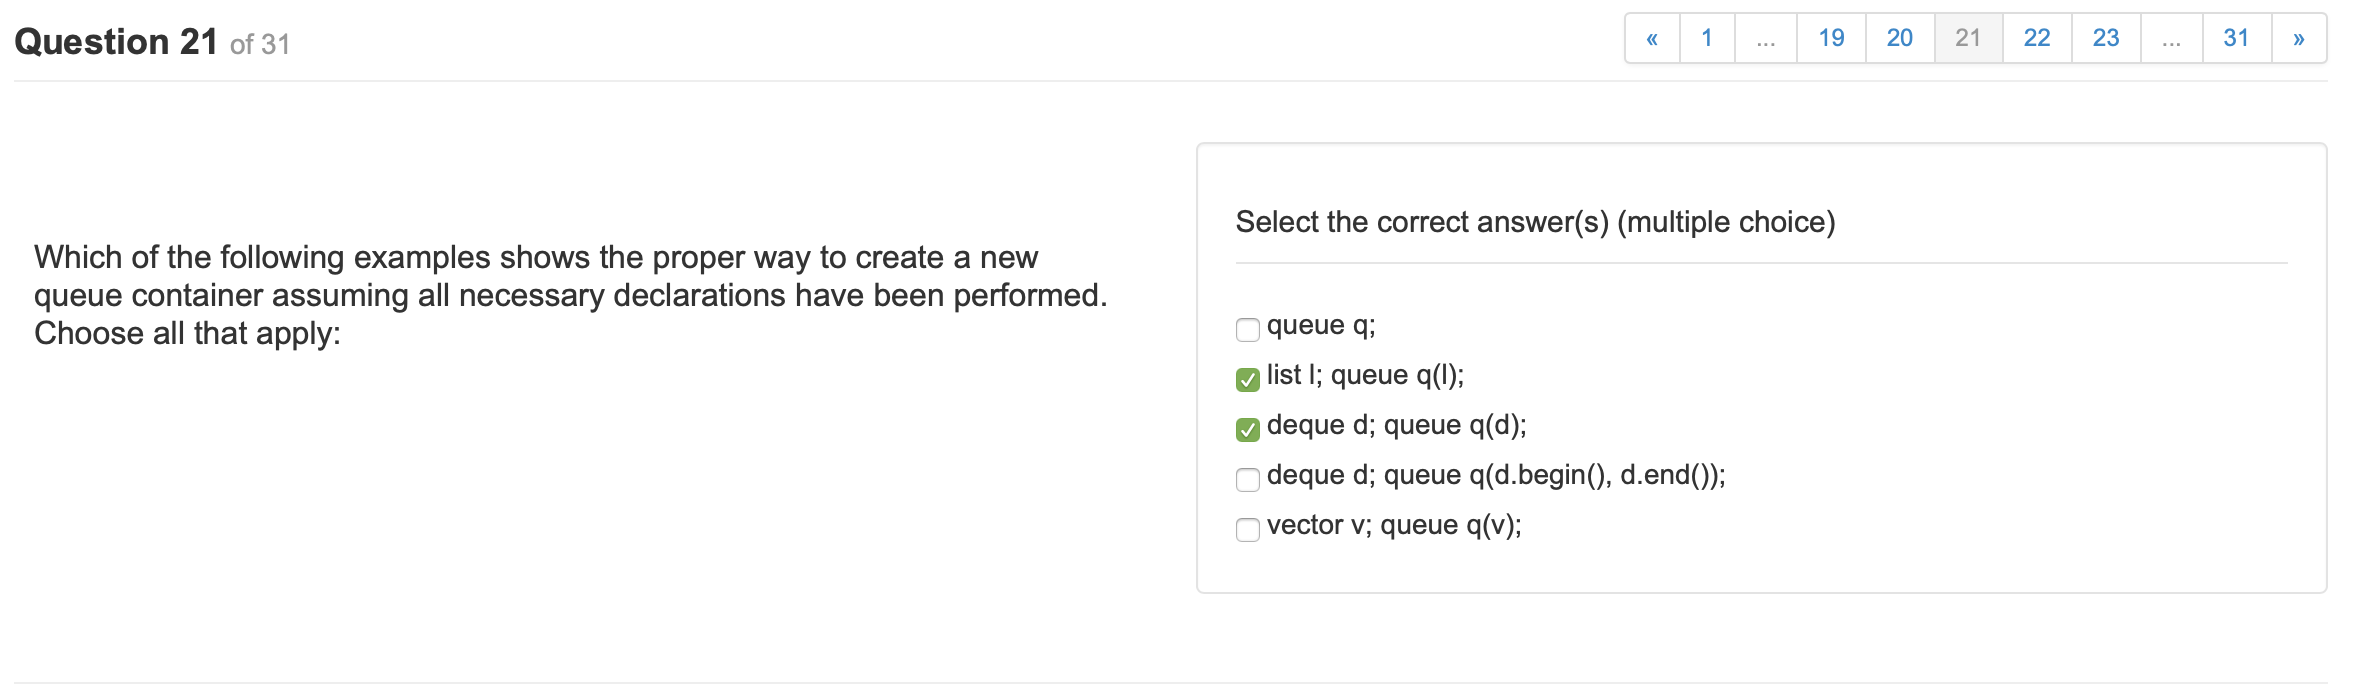 Question 21 of 31
« 1 ... 19 20 21 22 23 ... 31 »
Which of the following examples shows the proper way to create a new
queue container assuming all necessary declarations have been performed.
Choose all that apply:
Select the correct answer(s) (multiple choice)
queue q;
list l; queue q(l);
deque d; queue q(d);
deque d; queue q(d.begin(), d.end());
vector v; queue q(v);